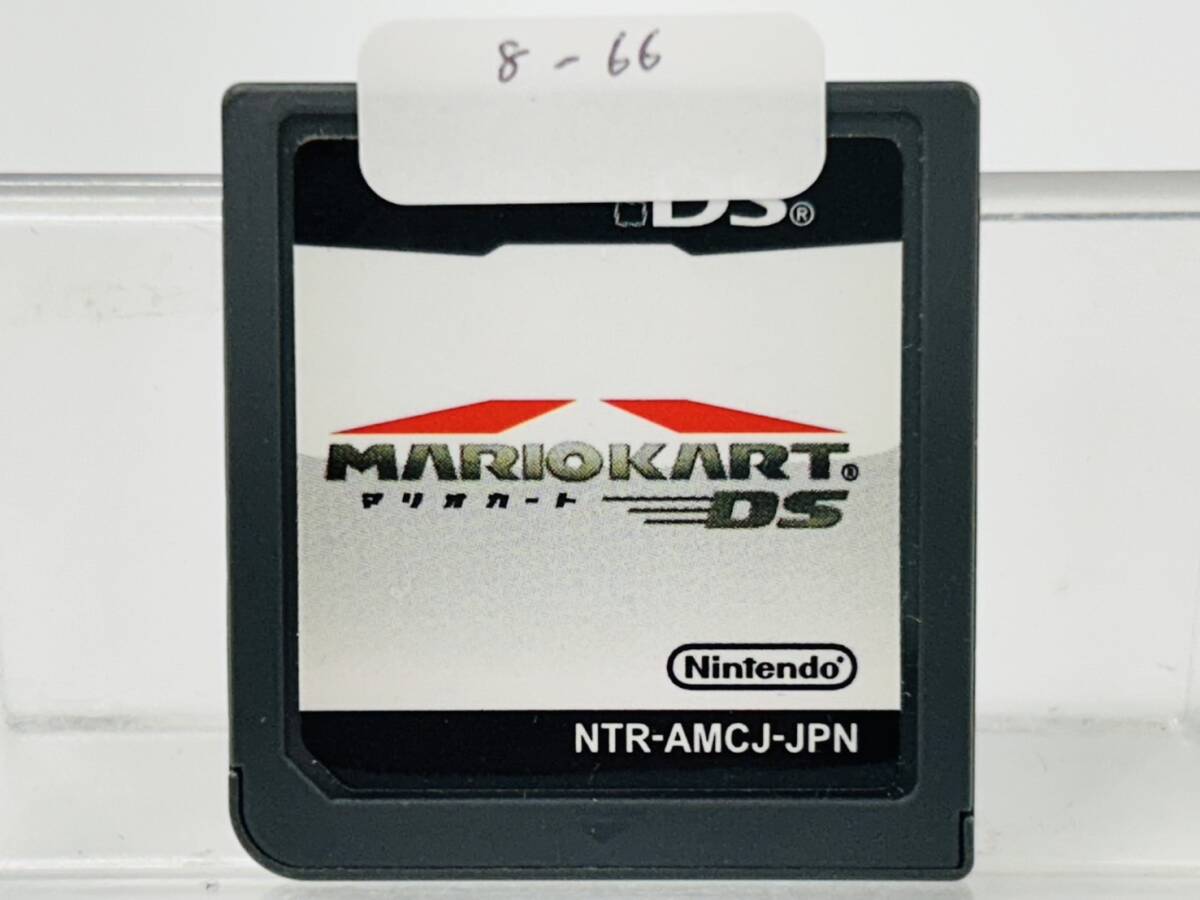 8-66
DS®
MARIOKART®
マリオカート DS
Nintendo®
NTR-AMCJ-JPN